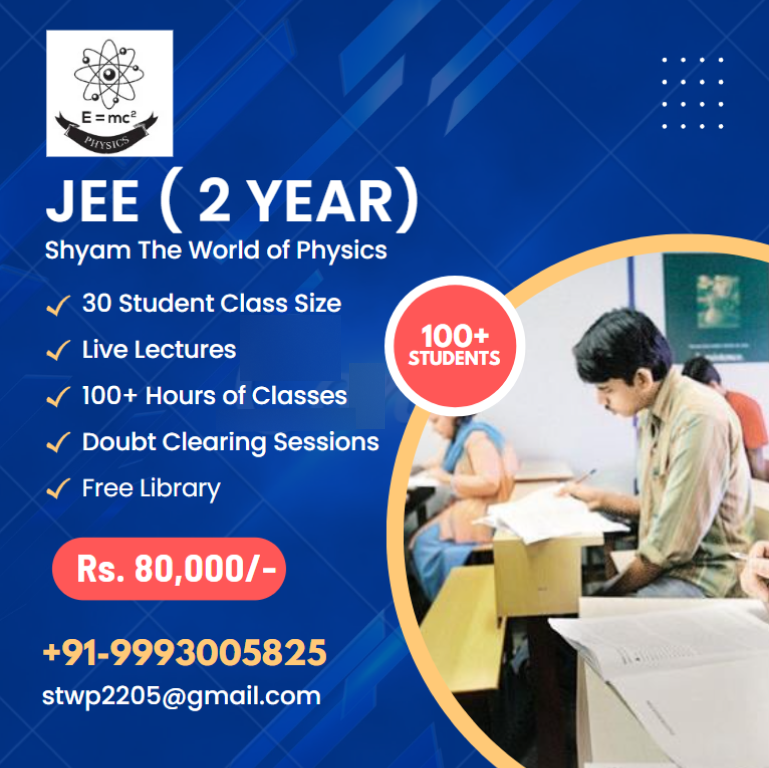 E = mc²
PHYSICS
JEE ( 2 YEAR)
Shyam The World of Physics
30 Student Class Size
Live Lectures
100+ Hours of Classes
Doubt Clearing Sessions
Free Library
100+
STUDENTS
Rs. 80,000/-
+91-9993005825
stwp2205@gmail.com